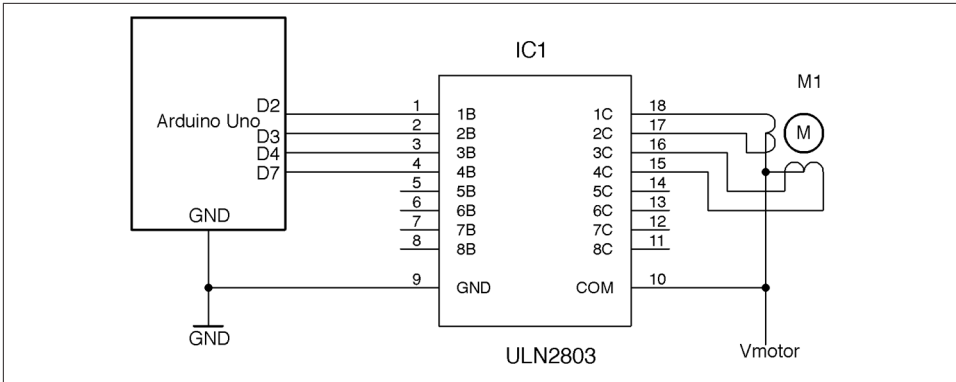 IC1
M1
Arduino Uno
D2
D3
D4
D7
GND
GND
1
2
3
4
5
6
7
8
9
1B
2B
3B
4B
5B
6B
7B
8B
GND
1C
2C
3C
4C
5C
6C
7C
8C
COM
18
17
16
15
14
13
12
11
10
M
Vmotor
ULN2803